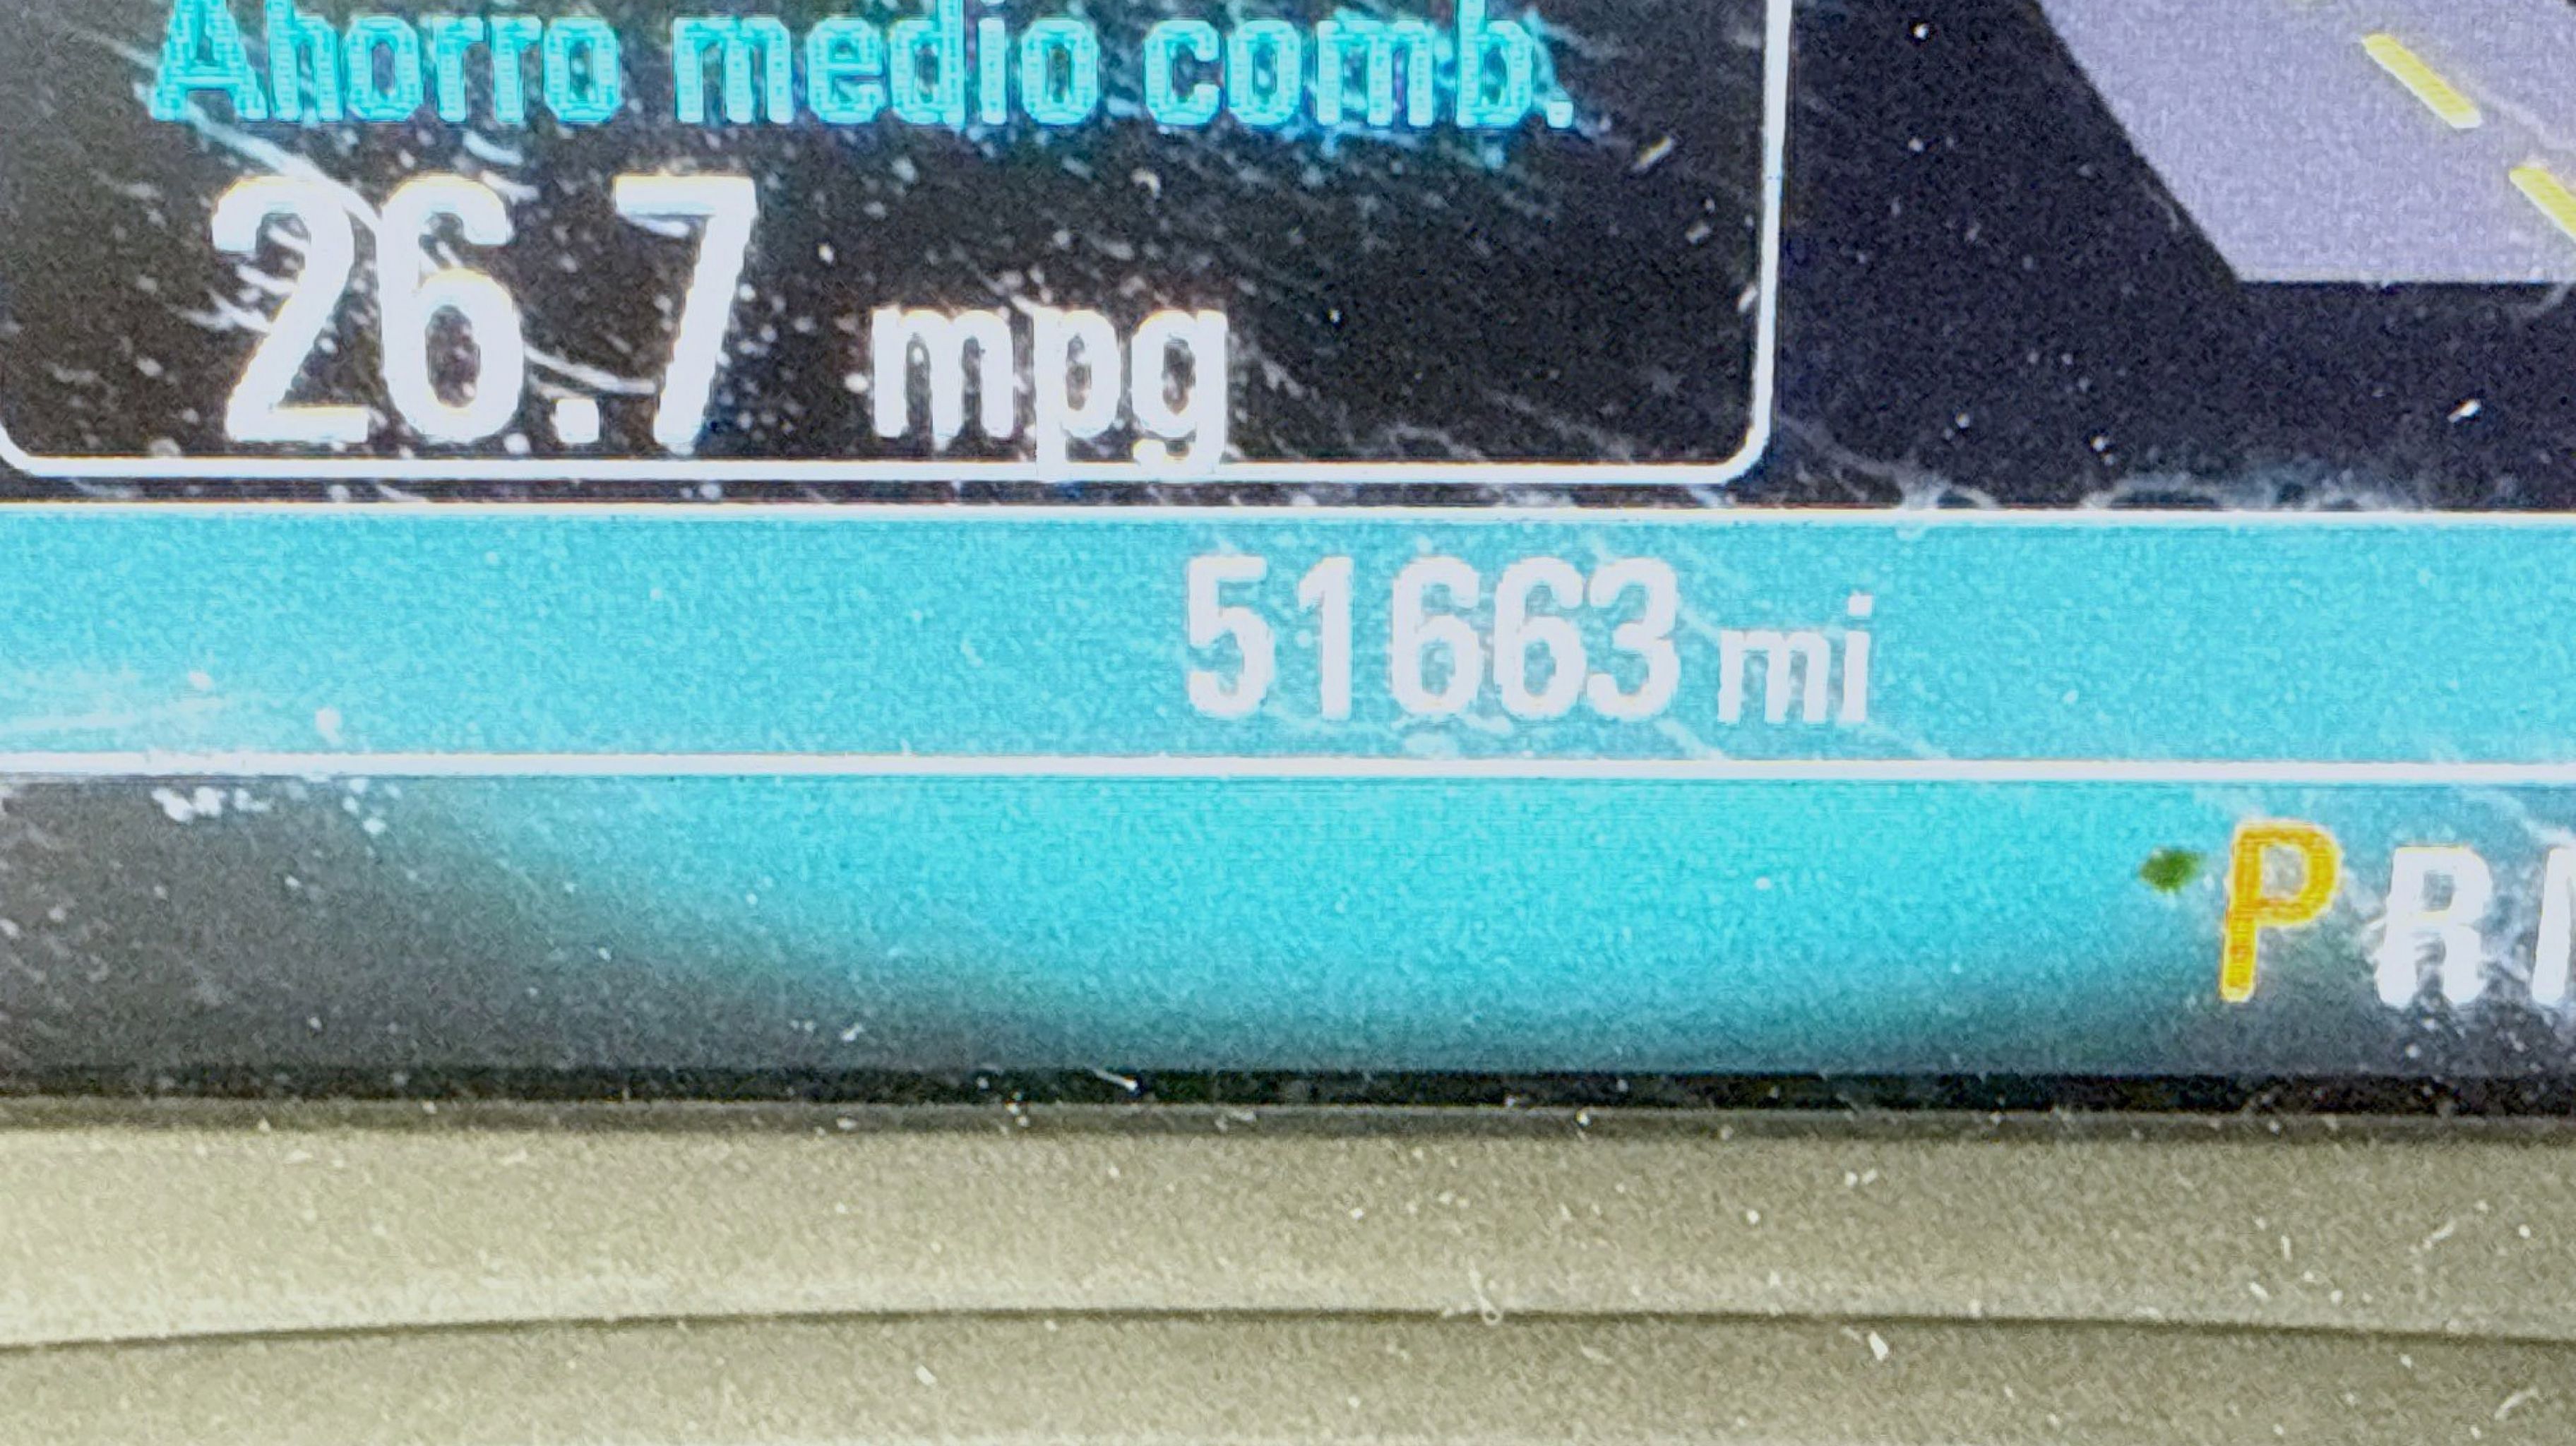 Ahorro medio comb.
26.7 mpg
51663 mi
P R